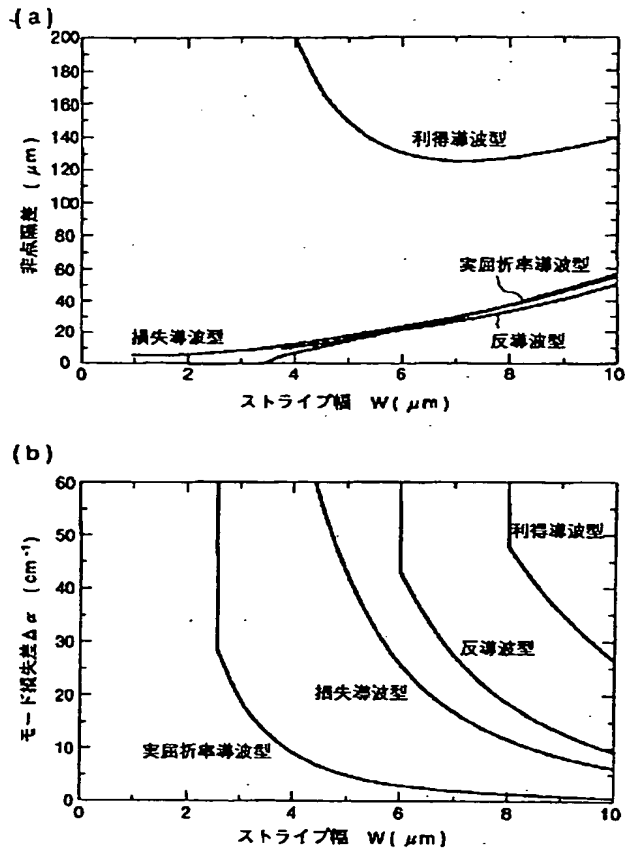 (a)
200
180
160
140
120
100
80
60
40
20
0
非点隔差 (μm)
利得導波型
実屈折率導波型
損失導波型
反導波型
0 2 4 6 8 10
ストライプ幅 W(μm)
(b)
60
50
40
30
20
10
0
モード損失差Δα (cm⁻¹)
利得導波型
反導波型
損失導波型
実屈折率導波型
0 2 4 6 8 10
ストライプ幅 W(μm)